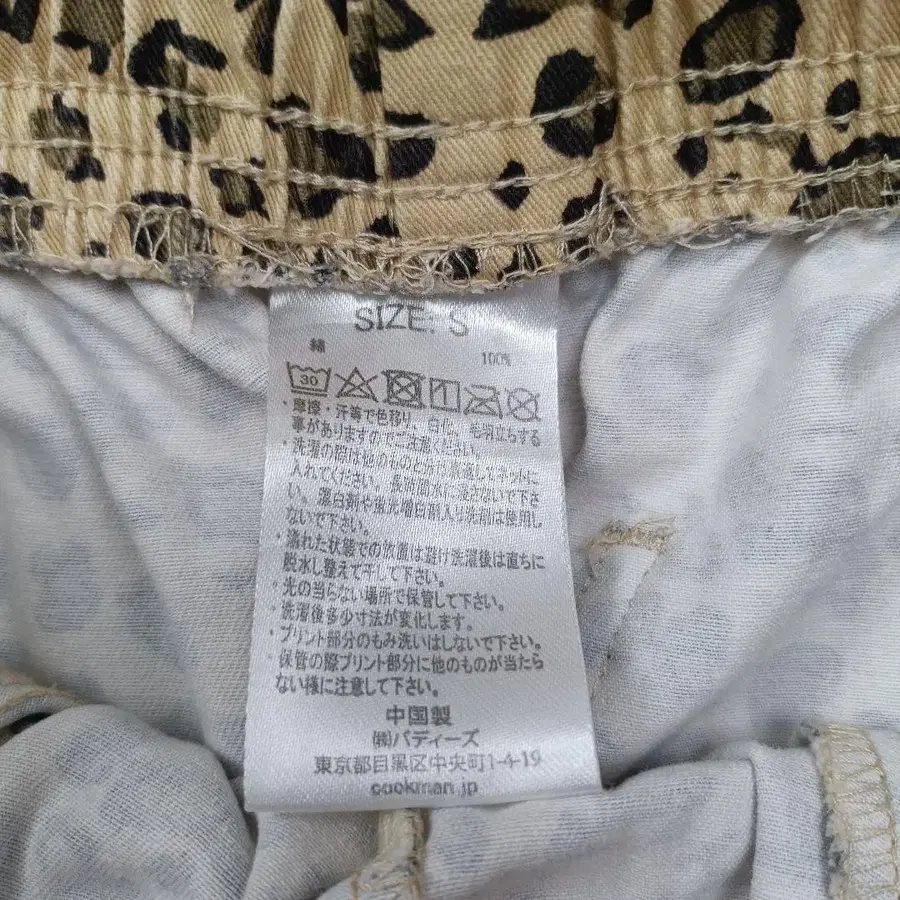 SIZE: S
綿 100%
30
・摩擦・汗等で色移り、白化、毛羽立ちする
事がありますのでご注意ください。
・洗濯の際は他のものと分け裏返してネットに
入れてください。長時間水に浸さないで下さ
い。漂白剤や蛍光増白剤入り洗剤は使用し
ないで下さい。
・濡れた状態での放置は避け洗濯後は直ちに
脱水し整えて干して下さい。
・光の当らない場所で保管して下さい。
・洗濯後多少寸法が変化します。
・プリント部分のもみ洗いはしないで下さい。
・保管の際プリント部分に他のものが当たら
ない様に注意して下さい。
中国製
㈱バディーズ
東京都目黒区中央町1-4-19
cookman.jp